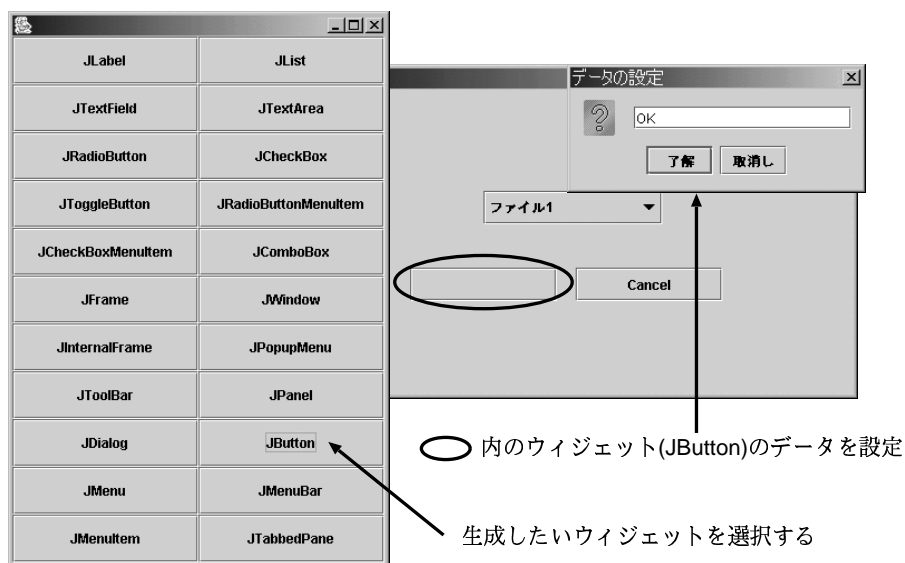 JLabel JList
JTextField JTextArea
JRadioButton JCheckBox
JToggleButton JRadioButtonMenuItem
JCheckBoxMenuItem JComboBox
JFrame JWindow
JInternalFrame JPopupMenu
JToolBar JPanel
JDialog JButton
JMenu JMenuBar
JMenuItem JTabbedPane
データの設定
OK
了解 取消し
ファイル1
Cancel
内のウィジェット(JButton)のデータを設定
生成したいウィジェットを選択する